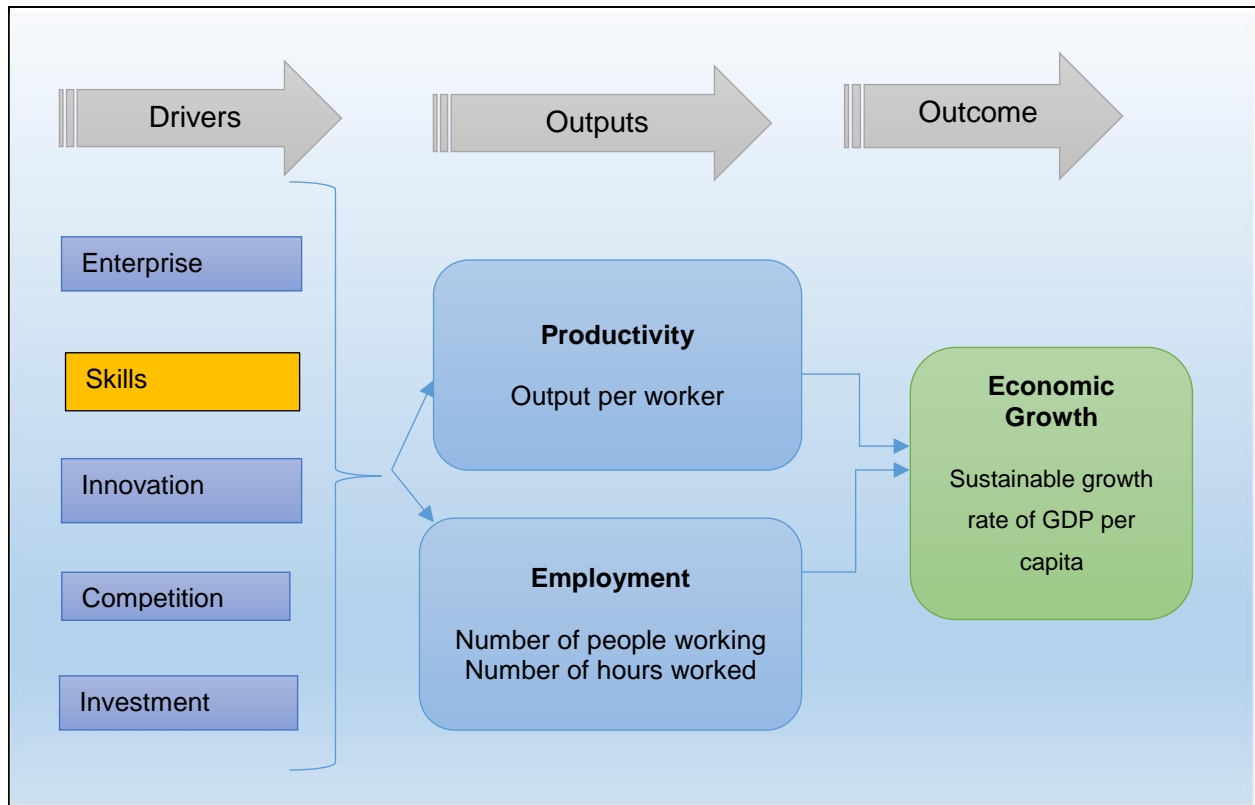 Drivers
Outputs
Outcome
Enterprise
Skills
Innovation
Competition
Investment
Productivity
Output per worker
Employment
Number of people working
Number of hours worked
Economic
Growth
Sustainable growth
rate of GDP per
capita